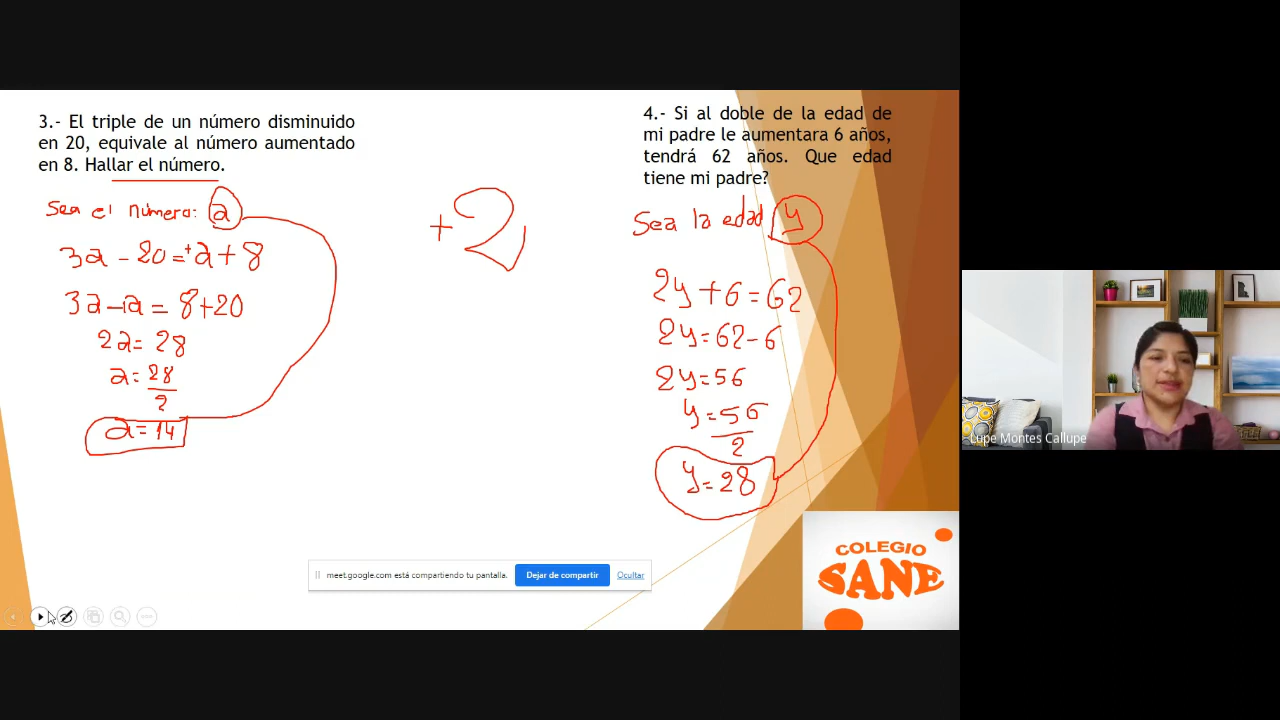 3.- El triple de un número disminuido
en 20, equivale al número aumentado
en 8. Hallar el número.
Sea el número: a
3a - 20 = + a + 8
3a - a = 8 + 20
2a = 28
a = 28
2
a = 14
+2
4.- Si al doble de la edad de
mi padre le aumentara 6 años,
tendrá 62 años. Que edad
tiene mi padre?
Sea la edad y
2y + 6 = 62
2y = 62 - 6
2y = 56
y = 56
2
y = 28
COLEGIO
SANE
meet.google.com está compartiendo tu pantalla.
Dejar de compartir
Ocultar
Lupe Montes Callupe